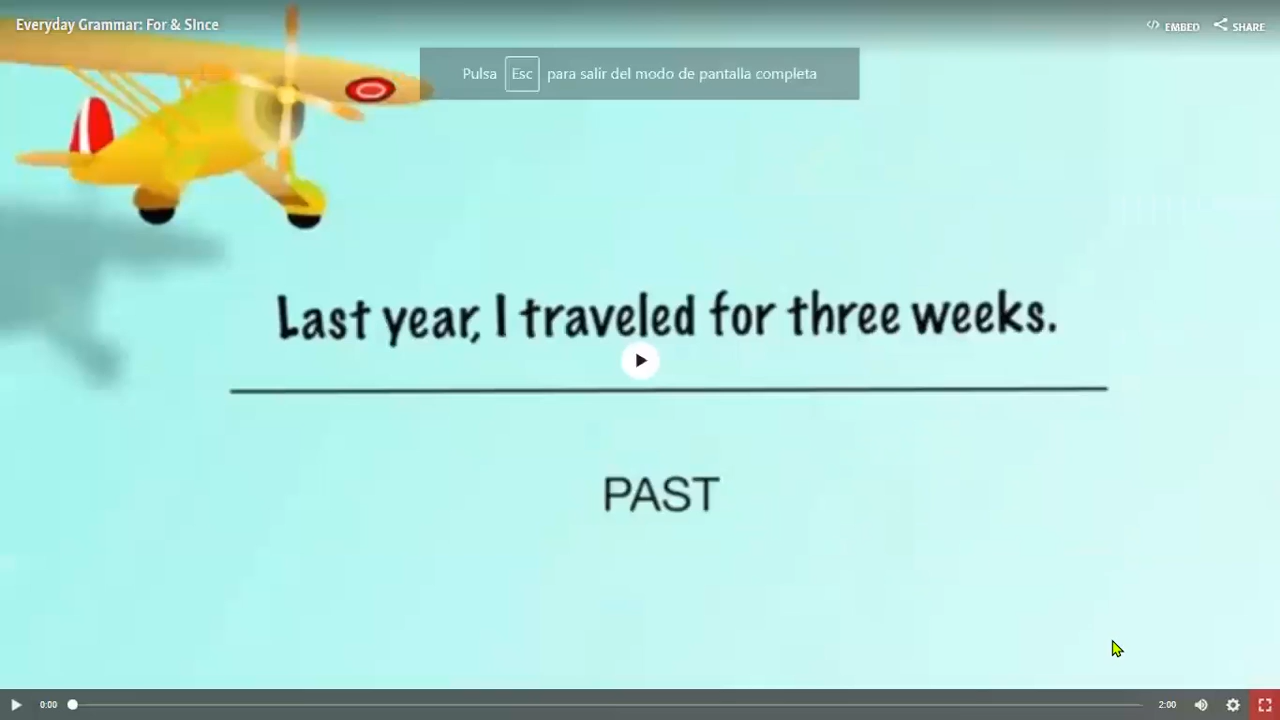 Everyday Grammar: For & SInce
EMBED
SHARE
Pulsa Esc para salir del modo de pantalla completa
Last year, I traveled for three weeks.
PAST
0:00
2:00